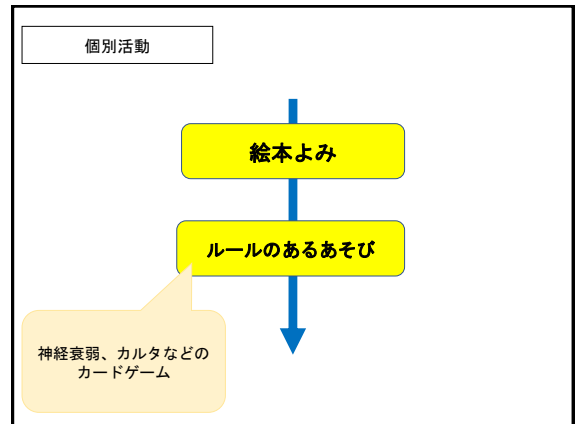 個別活動
絵本よみ
ルールのあるあそび
神経衰弱、カルタなどの
カードゲーム